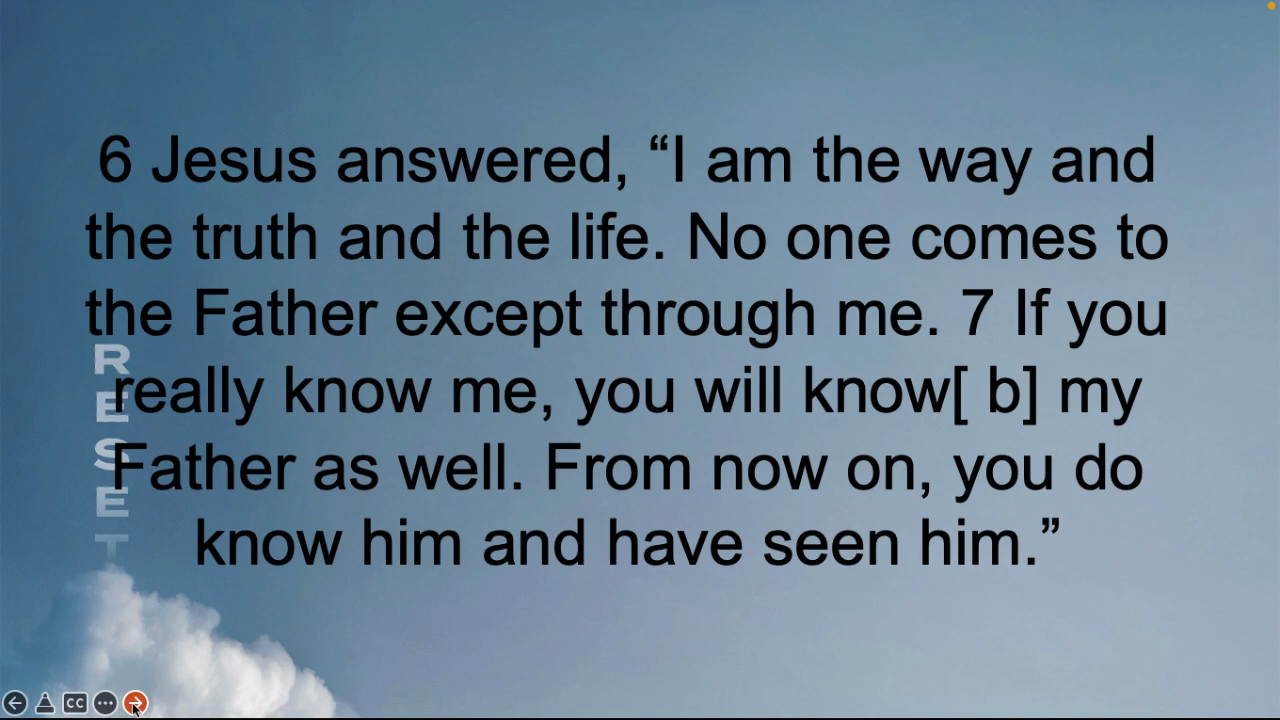 6 Jesus answered, “I am the way and
the truth and the life. No one comes to
the Father except through me. 7 If you
really know me, you will know[ b] my
Father as well. From now on, you do
know him and have seen him.”
R
E
S
E
T
CC